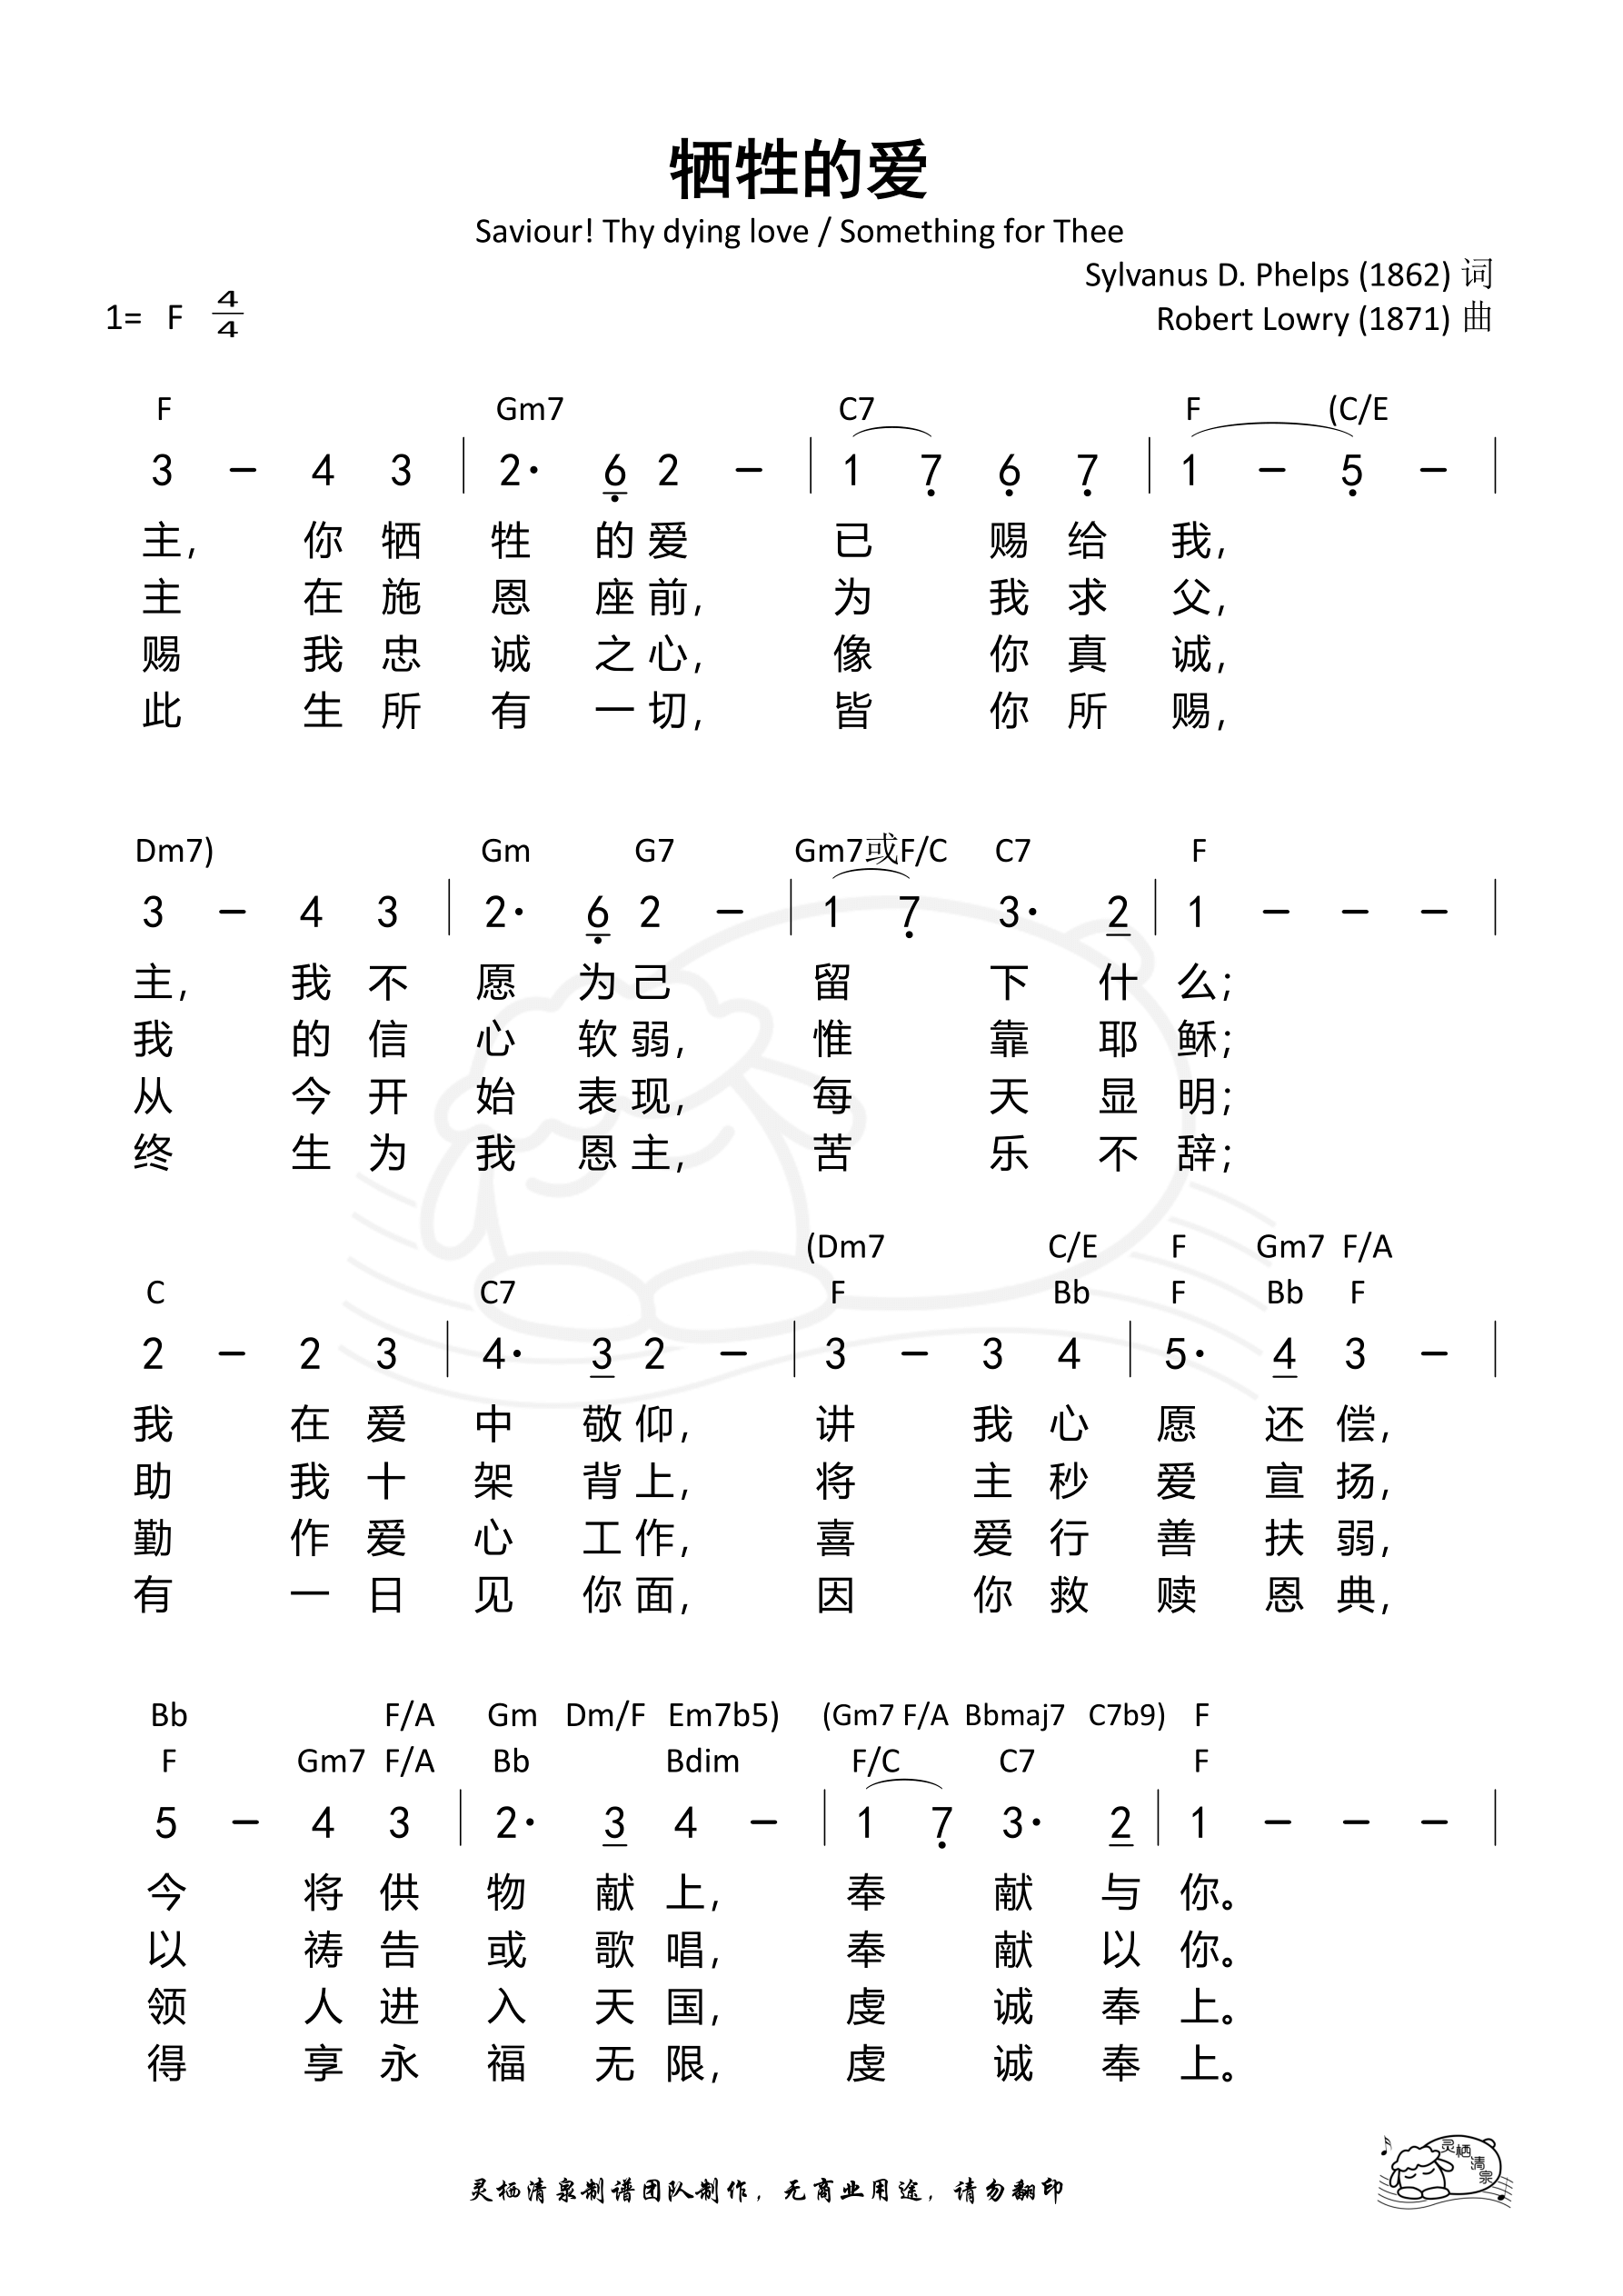 牺牲的爱
Saviour! Thy dying love / Something for Thee
Sylvanus D. Phelps (1862) 词
1= F 4/4
Robert Lowry (1871) 曲
F Gm7 C7 F (C/E
3 – 4 3 | 2· 6 2 – | 1 7 6 7 | 1 – 5 – |
主, 你 牺 牲 的 爱 已 赐 给 我,
主 在 施 恩 座 前, 为 我 求 父,
赐 我 忠 诚 之 心, 像 你 真 诚,
此 生 所 有 一 切, 皆 你 所 赐,
Dm7) Gm G7 Gm7或F/C C7 F
3 – 4 3 | 2· 6 2 – | 1 7 3· 2 | 1 – – – |
主, 我 不 愿 为 己 留 下 什 么;
我 的 信 心 软 弱, 惟 靠 耶 稣;
从 今 开 始 表 现, 每 天 显 明;
终 生 为 我 恩 主, 苦 乐 不 辞;
(Dm7 C/E F Gm7 F/A
C C7 F Bb F Bb F
2 – 2 3 | 4· 3 2 – | 3 – 3 4 | 5· 4 3 – |
我 在 爱 中 敬 仰, 讲 我 心 愿 还 偿,
助 我 十 架 背 上, 将 主 秒 爱 宣 扬,
勤 作 爱 心 工 作, 喜 爱 行 善 扶 弱,
有 一 日 见 你 面, 因 你 救 赎 恩 典,
Bb F/A Gm Dm/F Em7b5) (Gm7 F/A Bbmaj7 C7b9) F
F Gm7 F/A Bb Bdim F/C C7 F
5 – 4 3 | 2· 3 4 – | 1 7 3· 2 | 1 – – – |
今 将 供 物 献 上, 奉 献 与 你。
以 祷 告 或 歌 唱, 奉 献 以 你。
领 人 进 入 天 国, 虔 诚 奉 上。
得 享 永 福 无 限, 虔 诚 奉 上。
灵栖清泉
灵栖清泉制谱团队制作，无商业用途，请勿翻印